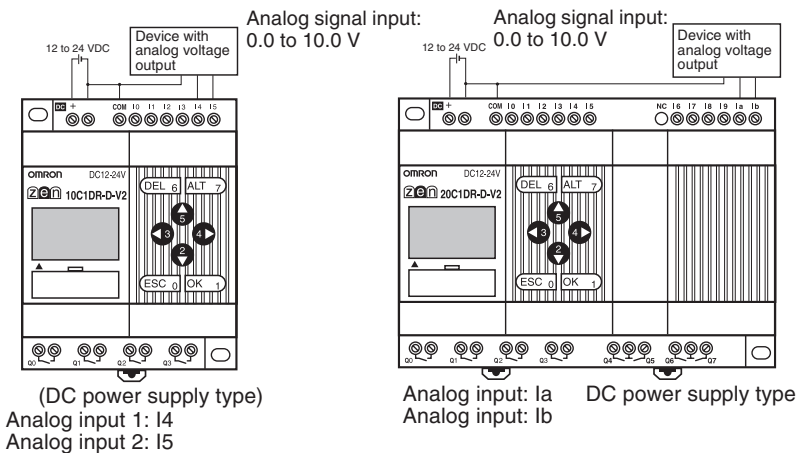 Analog signal input:
0.0 to 10.0 V
Device with
analog voltage
output
12 to 24 VDC
DC + COM I0 I1 I2 I3 I4 I5
OMRON DC12-24V
zen 10C1DR-D-V2
DEL 6 ALT 7
5
3 4
2
ESC 0 OK 1
Q0 Q1 Q2 Q3
(DC power supply type)
Analog input 1: I4
Analog input 2: I5
Analog signal input:
0.0 to 10.0 V
Device with
analog voltage
output
12 to 24 VDC
DC + COM I0 I1 I2 I3 I4 I5 NC I6 I7 I8 I9 Ia Ib
OMRON DC12-24V
zen 20C1DR-D-V2
DEL 6 ALT 7
5
3 4
2
ESC 0 OK 1
Q0 Q1 Q2 Q3 Q4 Q5 Q6 Q7
Analog input: Ia DC power supply type
Analog input: Ib